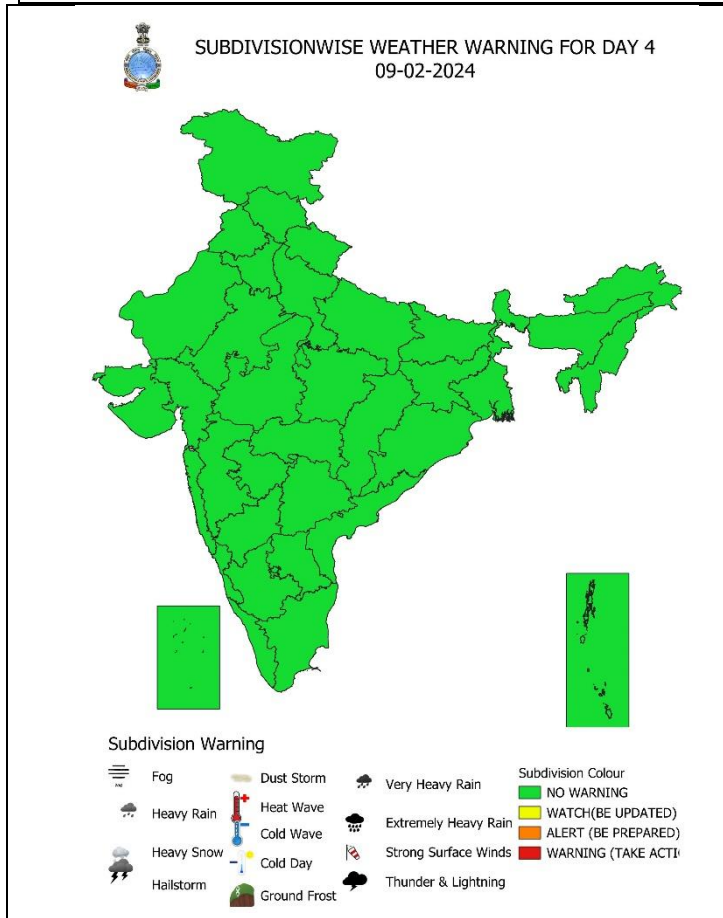 SUBDIVISIONWISE WEATHER WARNING FOR DAY 4
09-02-2024
Subdivision Warning
Fog
Heavy Rain
Heavy Snow
Hailstorm
Dust Storm
Heat Wave
Cold Wave
Cold Day
Ground Frost
Very Heavy Rain
Extremely Heavy Rain
Strong Surface Winds
Thunder & Lightning
Subdivision Colour
NO WARNING
WATCH(BE UPDATED)
ALERT (BE PREPARED)
WARNING (TAKE ACTI